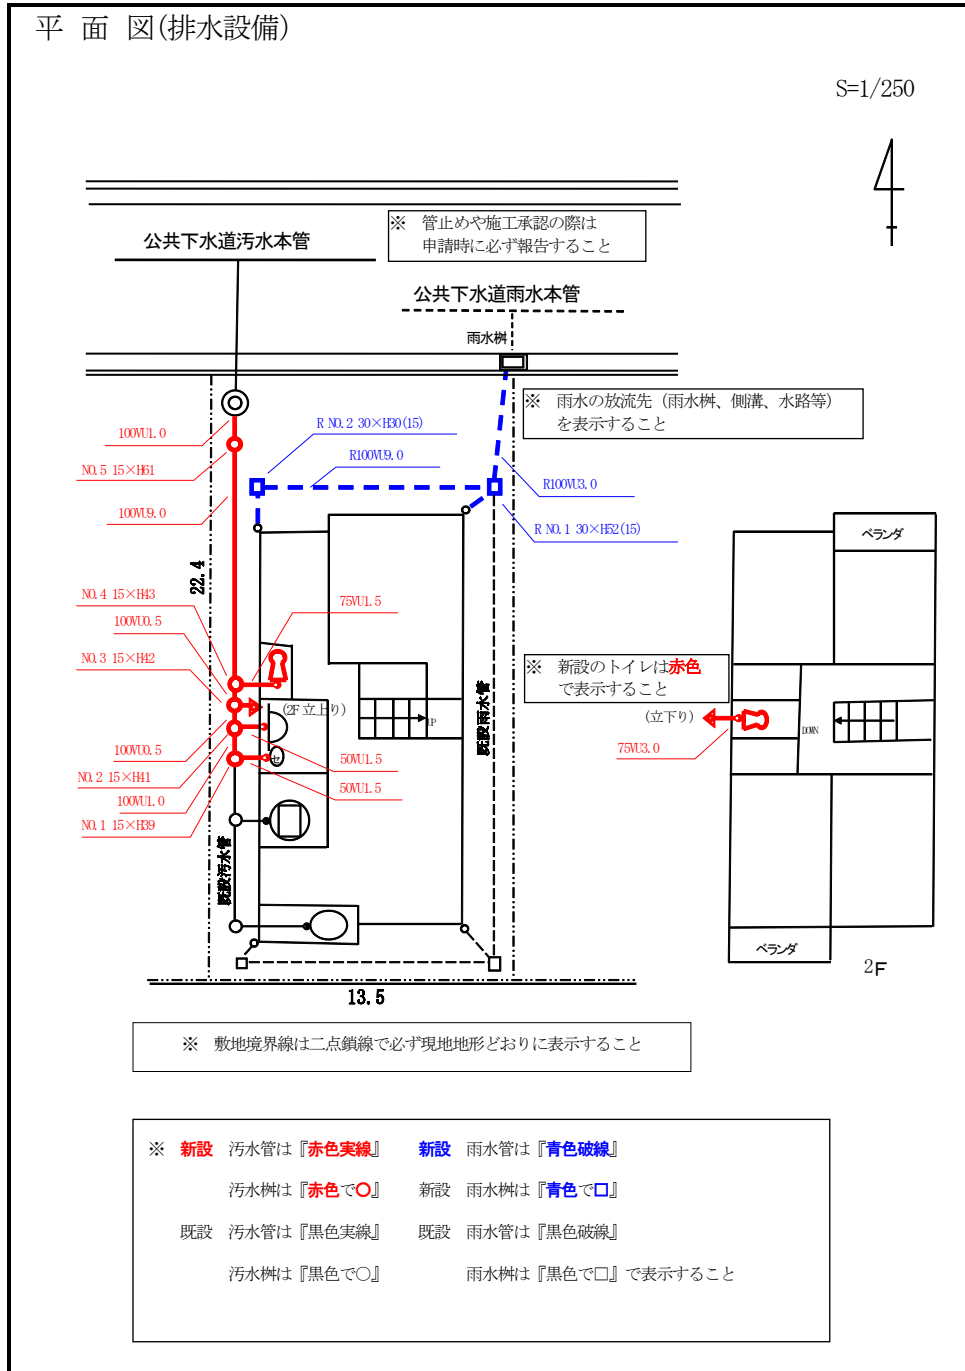 平 面 図(排水設備)
S=1/250
※ 管止めや施工承認の際は
申請時に必ず報告すること
公共下水道汚水本管
公共下水道雨水本管
雨水桝
※ 雨水の放流先（雨水桝、側溝、水路等）
を表示すること
100VU1.0
NO.5 15×H61
100VU9.0
R NO.2 30×H30(15)
R100VU9.0
R100VU3.0
R NO.1 30×H52(15)
22.4
NO.4 15×H43
100VU0.5
NO.3 15×H42
75VU1.5
(2F立上り)
UP
100VU0.5
NO.2 15×H41
100VU1.0
NO.1 15×H39
50VU1.5
50VU1.5
セ
既設汚水管
既設雨水管
※ 新設のトイレは赤色
で表示すること
(立下り)
75VU3.0
DOWN
ベランダ
ベランダ
2F
13.5
※ 敷地境界線は二点鎖線で必ず現地地形どおりに表示すること
※ 新設 汚水管は『赤色実線』 新設 雨水管は『青色破線』
汚水桝は『赤色で○』 新設 雨水桝は『青色で□』
既設 汚水管は『黒色実線』 既設 雨水管は『黒色破線』
汚水桝は『黒色で○』 雨水桝は『黒色で□』で表示すること